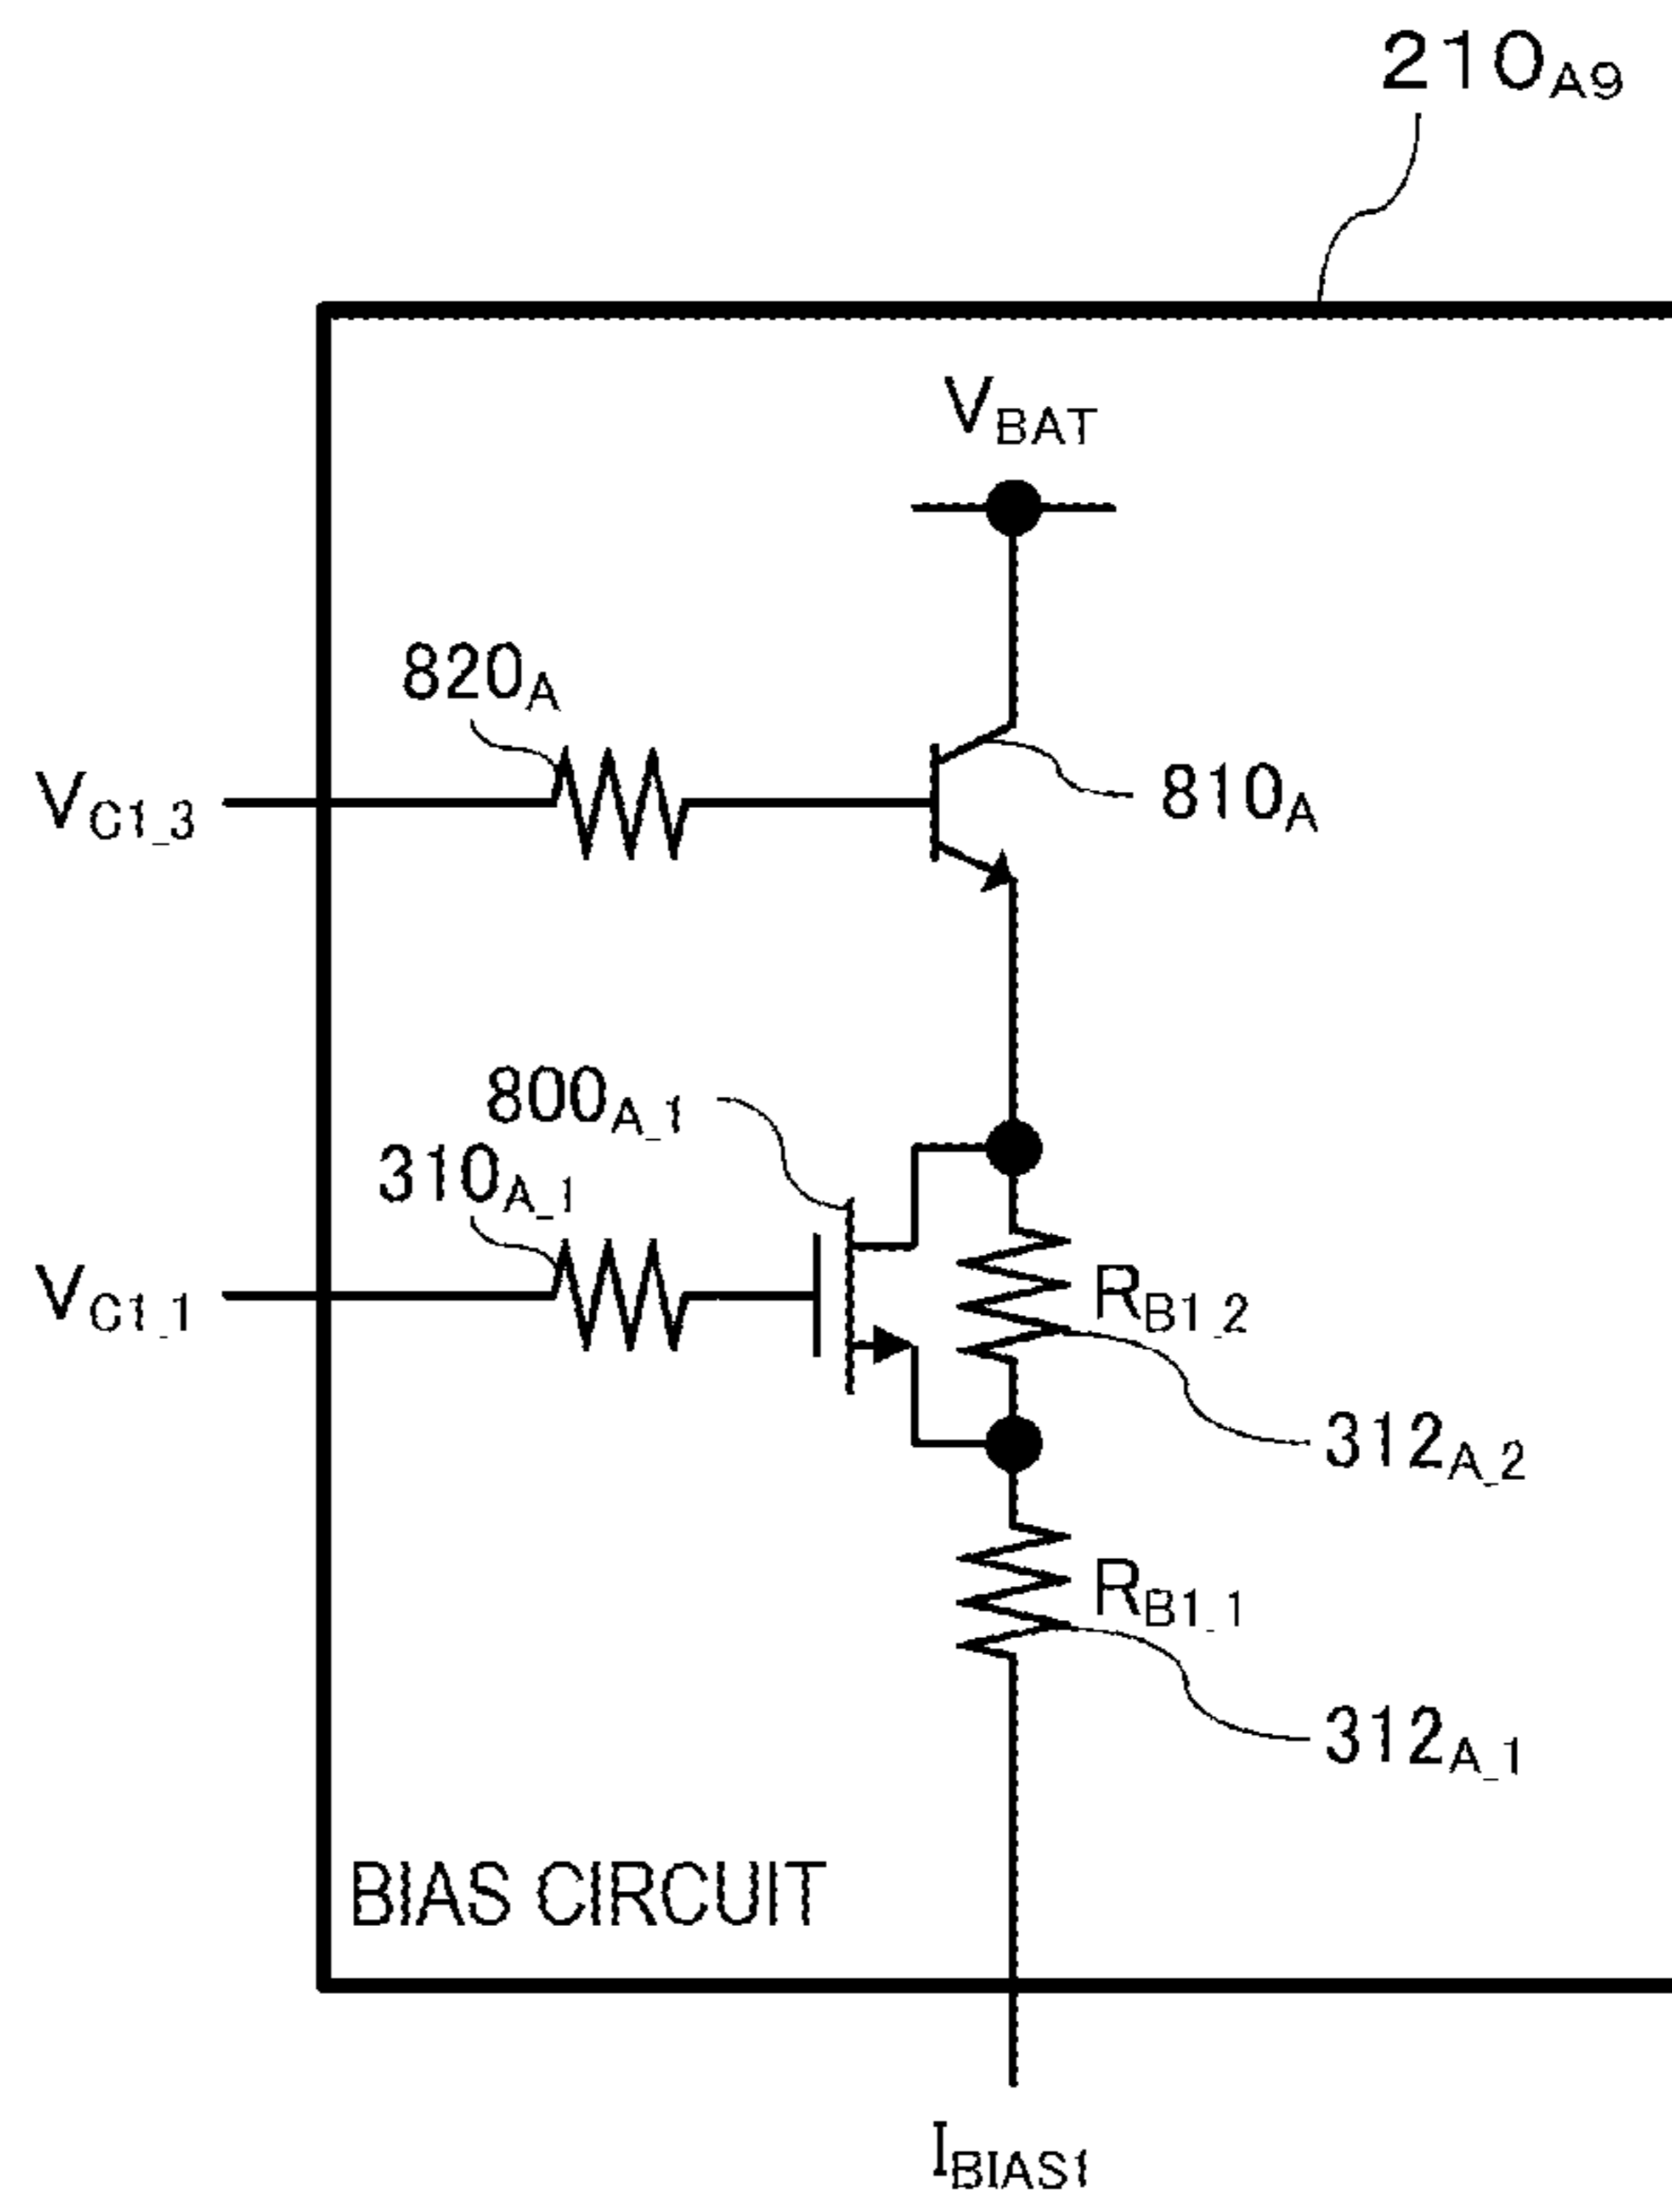 210A9
VBAT
820A
VC1_3
810A
800A_1
310A_1
VC1_1
RB1_2
312A_2
RB1_1
312A_1
BIAS CIRCUIT
IBIAS1